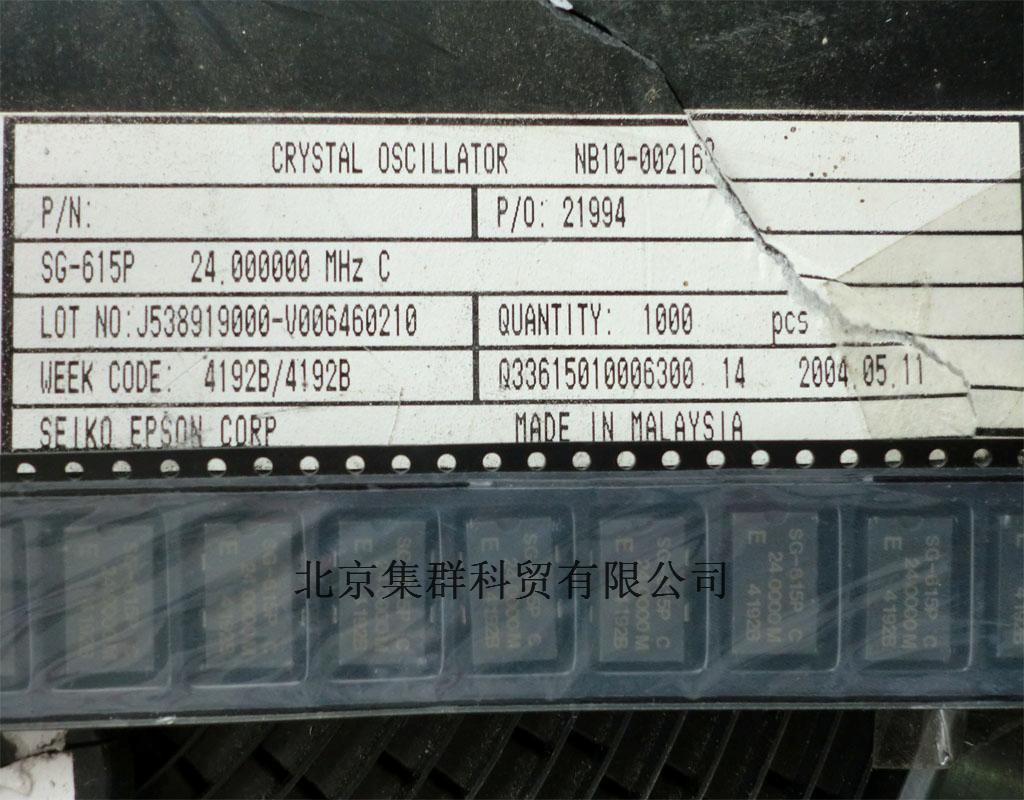 CRYSTAL OSCILLATOR
P/N: P/O: 21994
SG-615P 24.000000 MHz C
LOT NO:J538919000-V006460210 QUANTITY: 1000 pcs
WEEK CODE: 4192B/4192B Q33615010006300 14 2004.05.11
SEIKO EPSON CORP MADE IN MALAYSIA
北京集群科贸有限公司
SG-615P C
24.0000M
E 4192B
SG-615P C
24.0000M
E 4192B